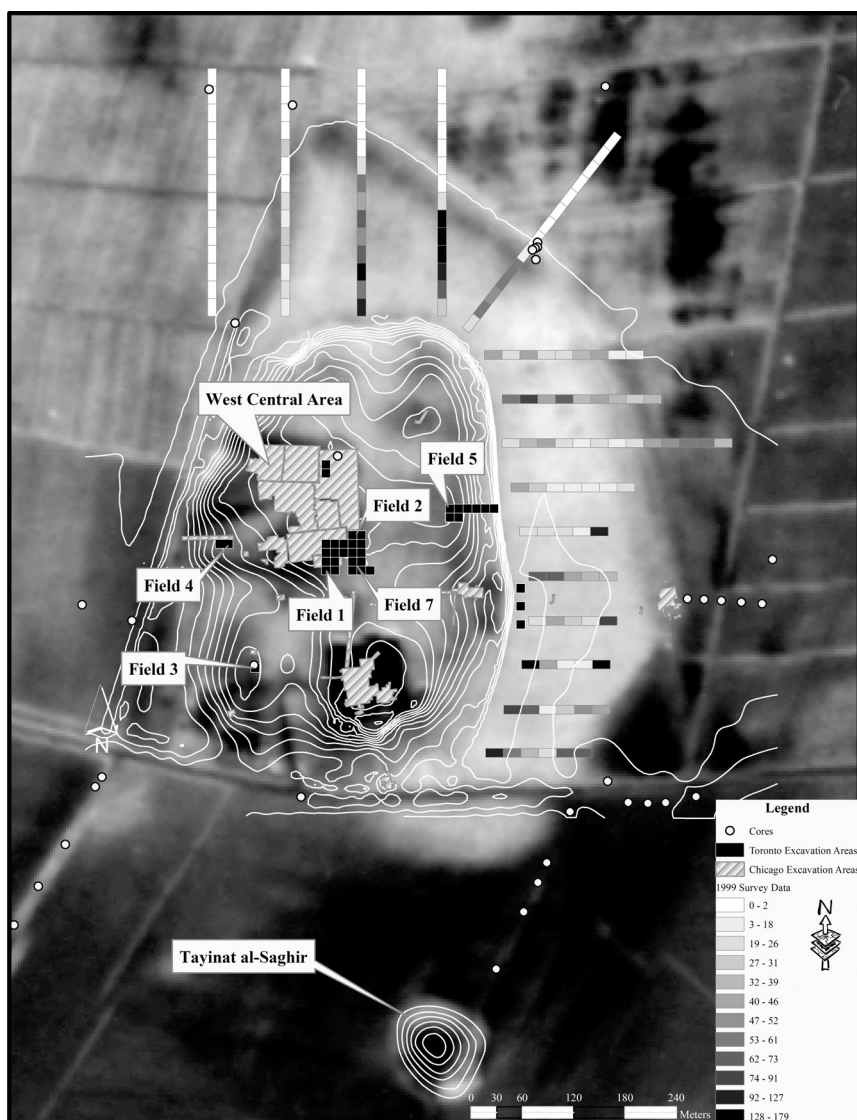 West Central Area
Field 5
Field 2
Field 4
Field 1
Field 7
Field 3
N
Tayinat al-Saghir
Legend
Cores
Toronto Excavation Areas
Chicago Excavation Areas
1999 Survey Data
0 - 2
3 - 18
19 - 26
27 - 31
32 - 39
40 - 46
47 - 52
53 - 61
62 - 73
74 - 91
92 - 127
128 - 179
N
0 30 60 120 180 240
Meters